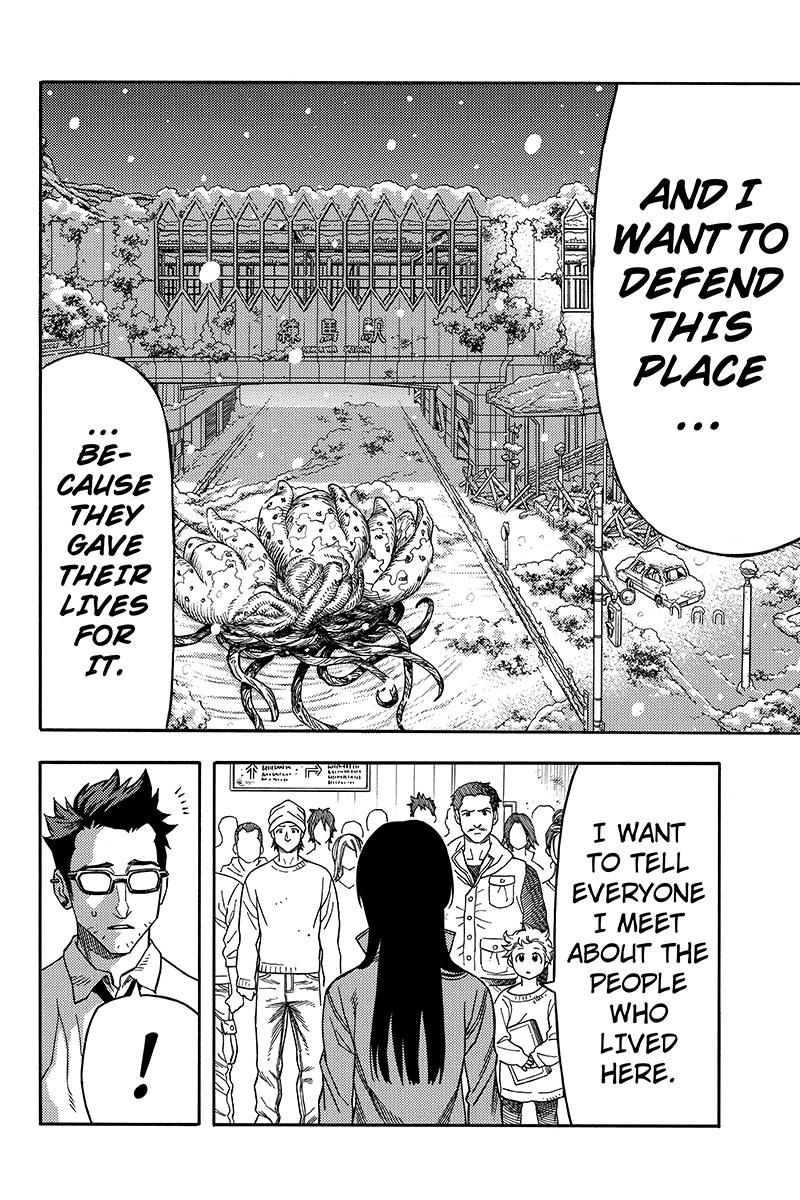 AND I
WANT TO
DEFEND
THIS
PLACE
...
...
BE-
CAUSE
THEY
GAVE
THEIR
LIVES
FOR
IT.
練馬駅
I WANT
TO TELL
EVERYONE
I MEET
ABOUT THE
PEOPLE
WHO
LIVED
HERE.
!